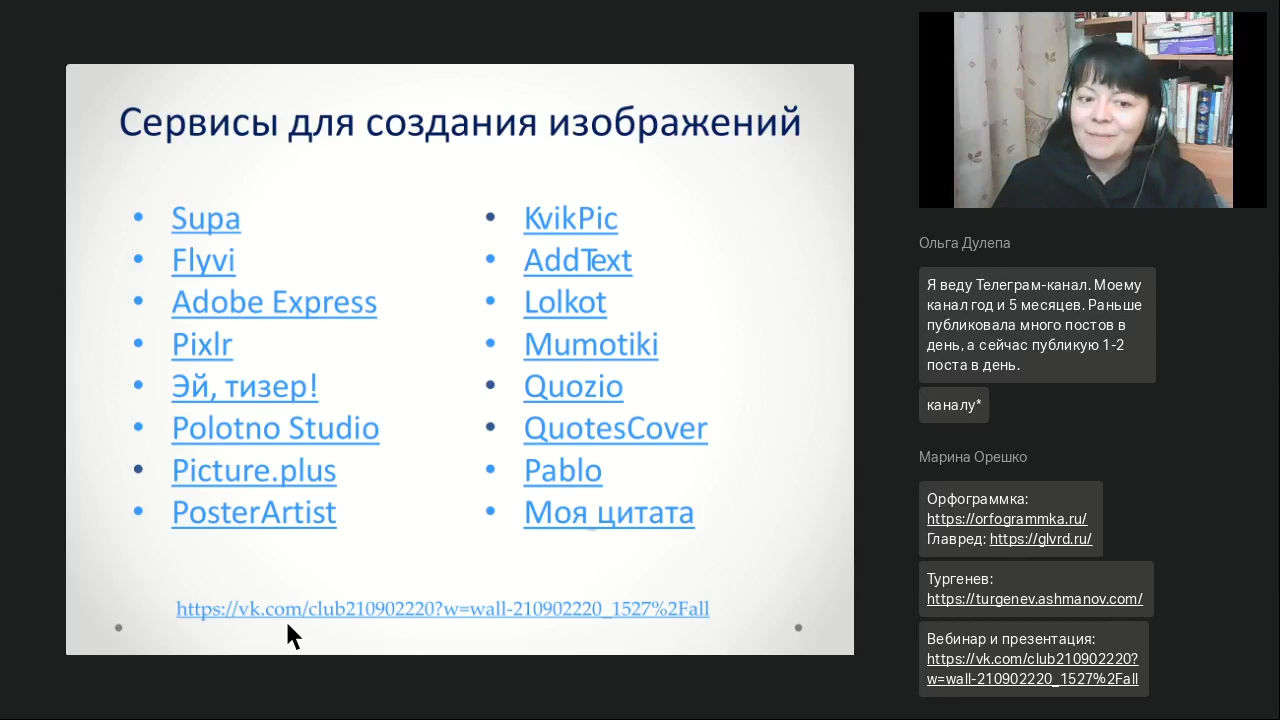 Сервисы для создания изображений
Supa
Flyvi
Adobe Express
Pixlr
Эй, тизер!
Polotno Studio
Picture.plus
PosterArtist
KvikPic
AddText
Lolkot
Mumotiki
Quozio
QuotesCover
Pablo
Моя цитата
https://vk.com/club210902220?w=wall-210902220_1527%2Fall
Ольга Дулепа
Я веду Телеграм-канал. Моему
канал год и 5 месяцев. Раньше
публиковала много постов в
день, а сейчас публикую 1-2
поста в день.
каналу*
Марина Орешко
Орфограммка:
https://orfogrammka.ru/
Главред: https://glvrd.ru/
Тургенев:
https://turgenev.ashmanov.com/
Вебинар и презентация:
https://vk.com/club210902220?
w=wall-210902220_1527%2Fall